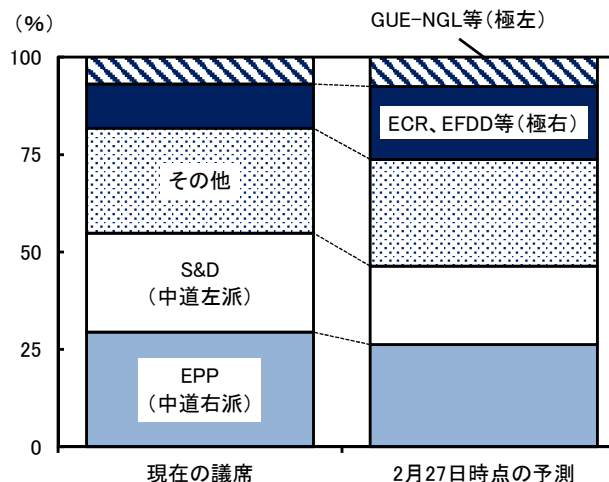 （%）
GUE-NGL等（極左）
100
ECR、EFDD等（極右）
75
その他
50
S&D
（中道左派）
25
EPP
（中道右派）
0
現在の議席
2月27日時点の予測